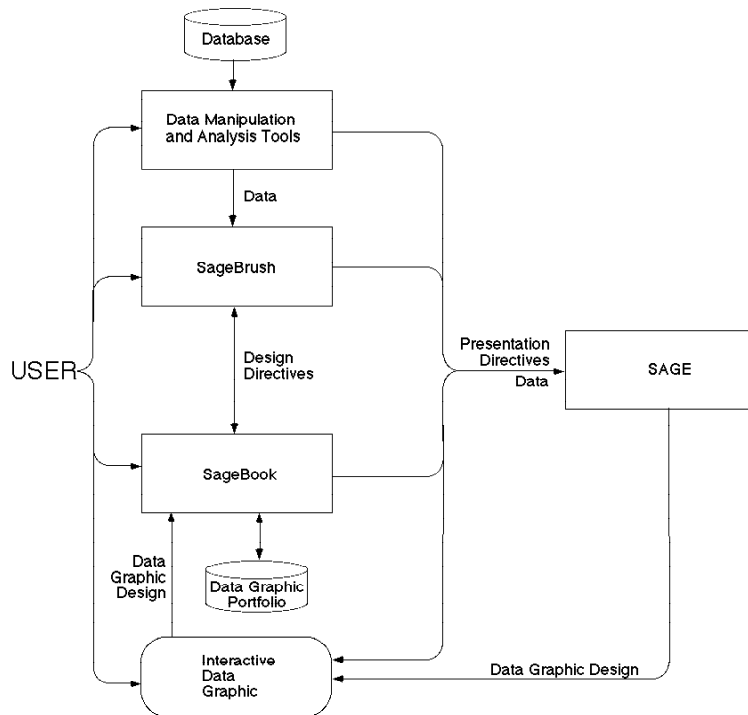 Database
Data Manipulation
and Analysis Tools
Data
SageBrush
USER
Design
Directives
Presentation
Directives
Data
SAGE
SageBook
Data
Graphic
Design
Data Graphic
Portfolio
Interactive
Data
Graphic
Data Graphic Design